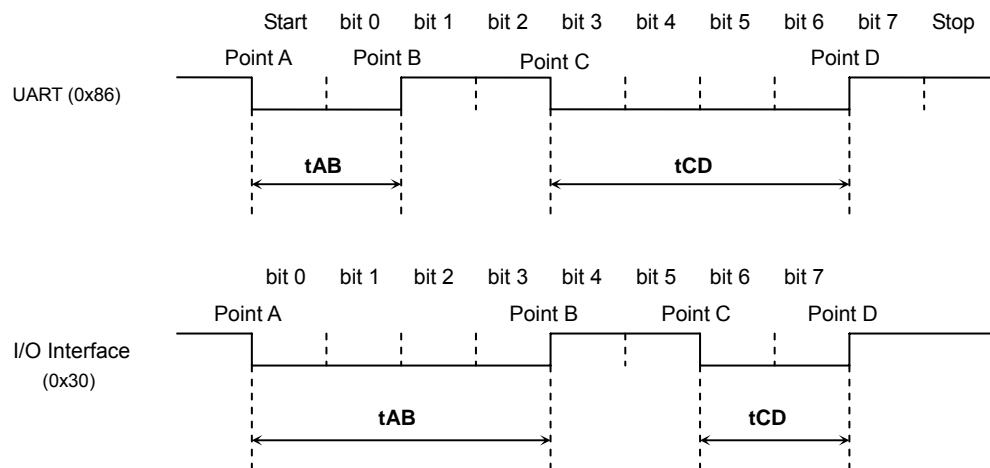 Start bit 0 bit 1 bit 2 bit 3 bit 4 bit 5 bit 6 bit 7 Stop
Point A Point B Point C Point D
UART (0x86)
tAB tCD
bit 0 bit 1 bit 2 bit 3 bit 4 bit 5 bit 6 bit 7
Point A Point B Point C Point D
I/O Interface
(0x30)
tAB tCD